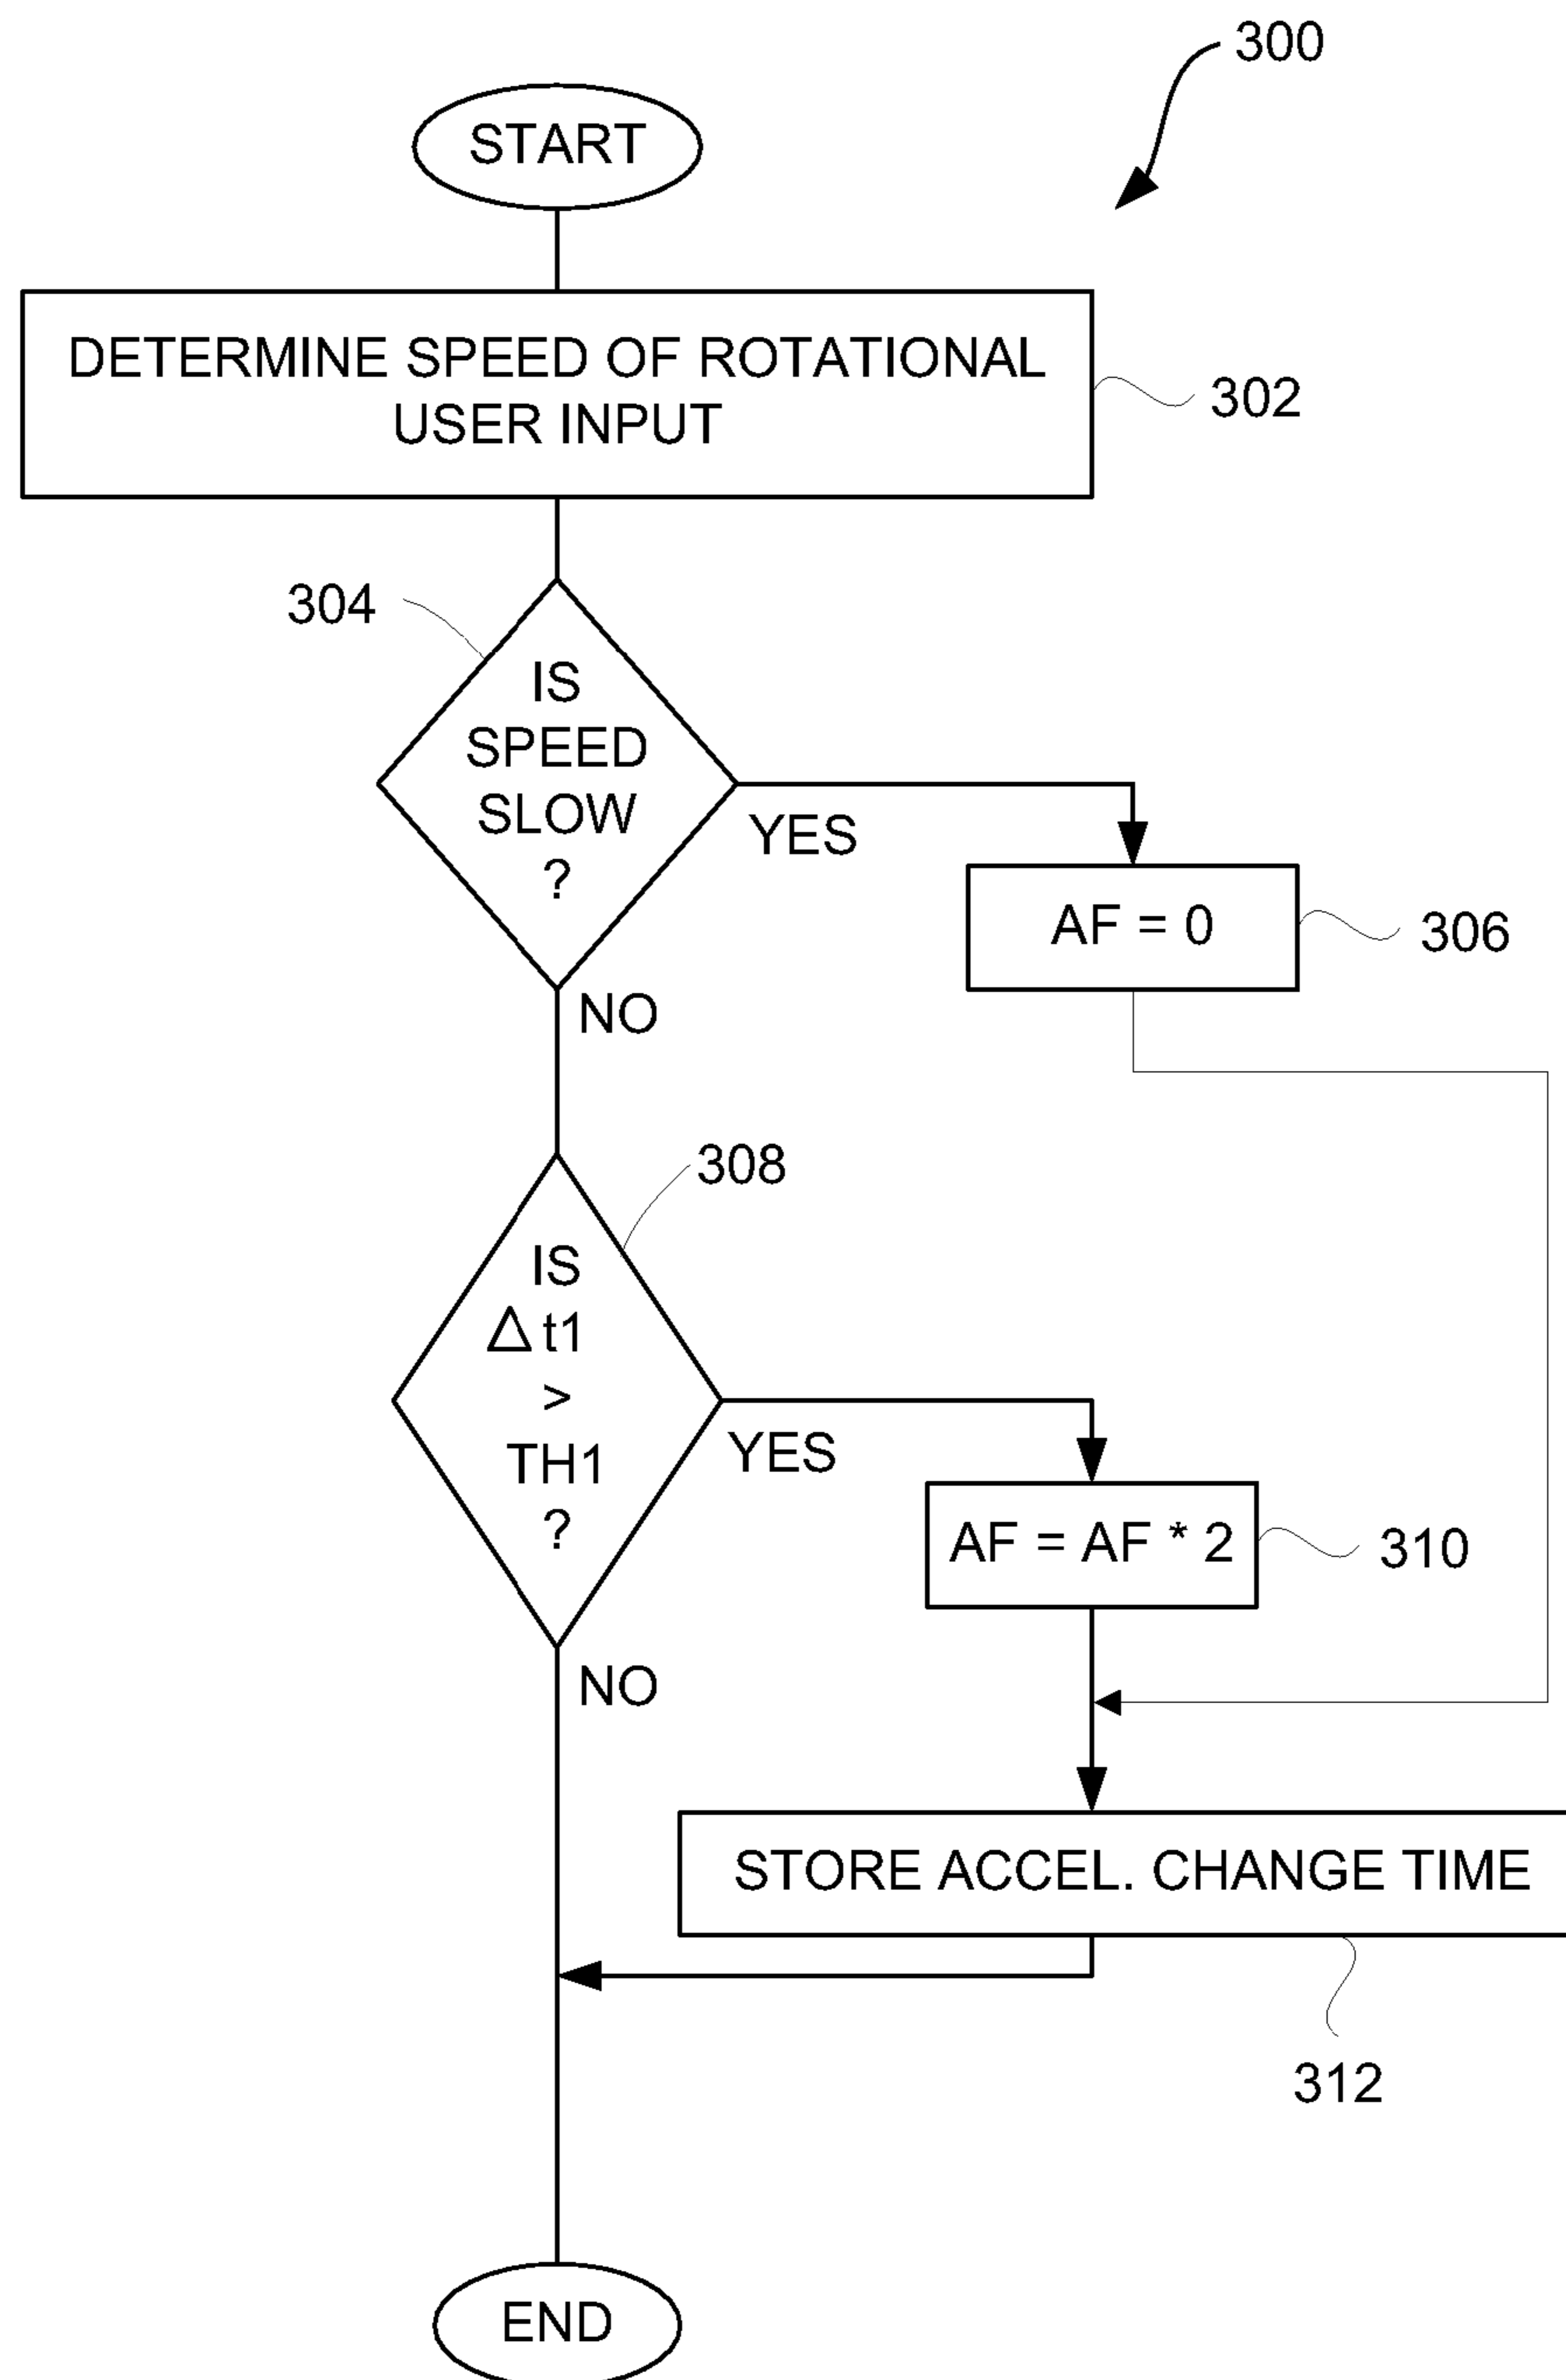 300
START
DETERMINE SPEED OF ROTATIONAL
USER INPUT
302
304
IS
SPEED
SLOW
?
YES
AF = 0
306
NO
308
IS
Δt1
>
TH1
?
YES
AF = AF * 2
310
NO
STORE ACCEL. CHANGE TIME
312
END